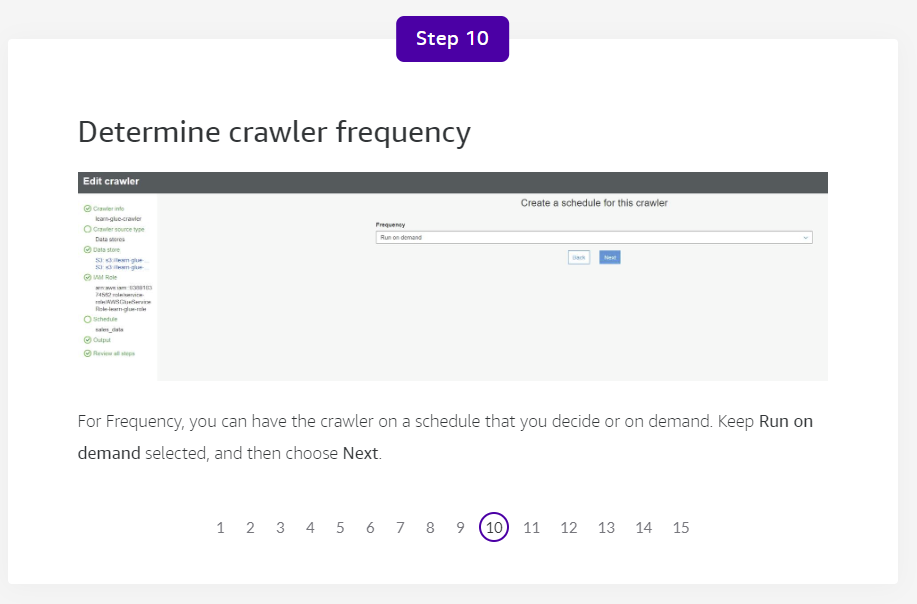 Step 10
Determine crawler frequency
Edit crawler
Crawler info
learn-glue-crawler
Crawler source type
Data stores
Data store
S3: s3://learn-glue-...
S3: s3://learn-glue-...
IAM Role
arn:aws:iam::
role/service-
role/AWSGlueService
Role-learn-glue-role
Schedule
sales_data
Output
Review all steps
Create a schedule for this crawler
Frequency
Run on demand
Back
Next
For Frequency, you can have the crawler on a schedule that you decide or on demand. Keep Run on
demand selected, and then choose Next.
1 2 3 4 5 6 7 8 9 10 11 12 13 14 15